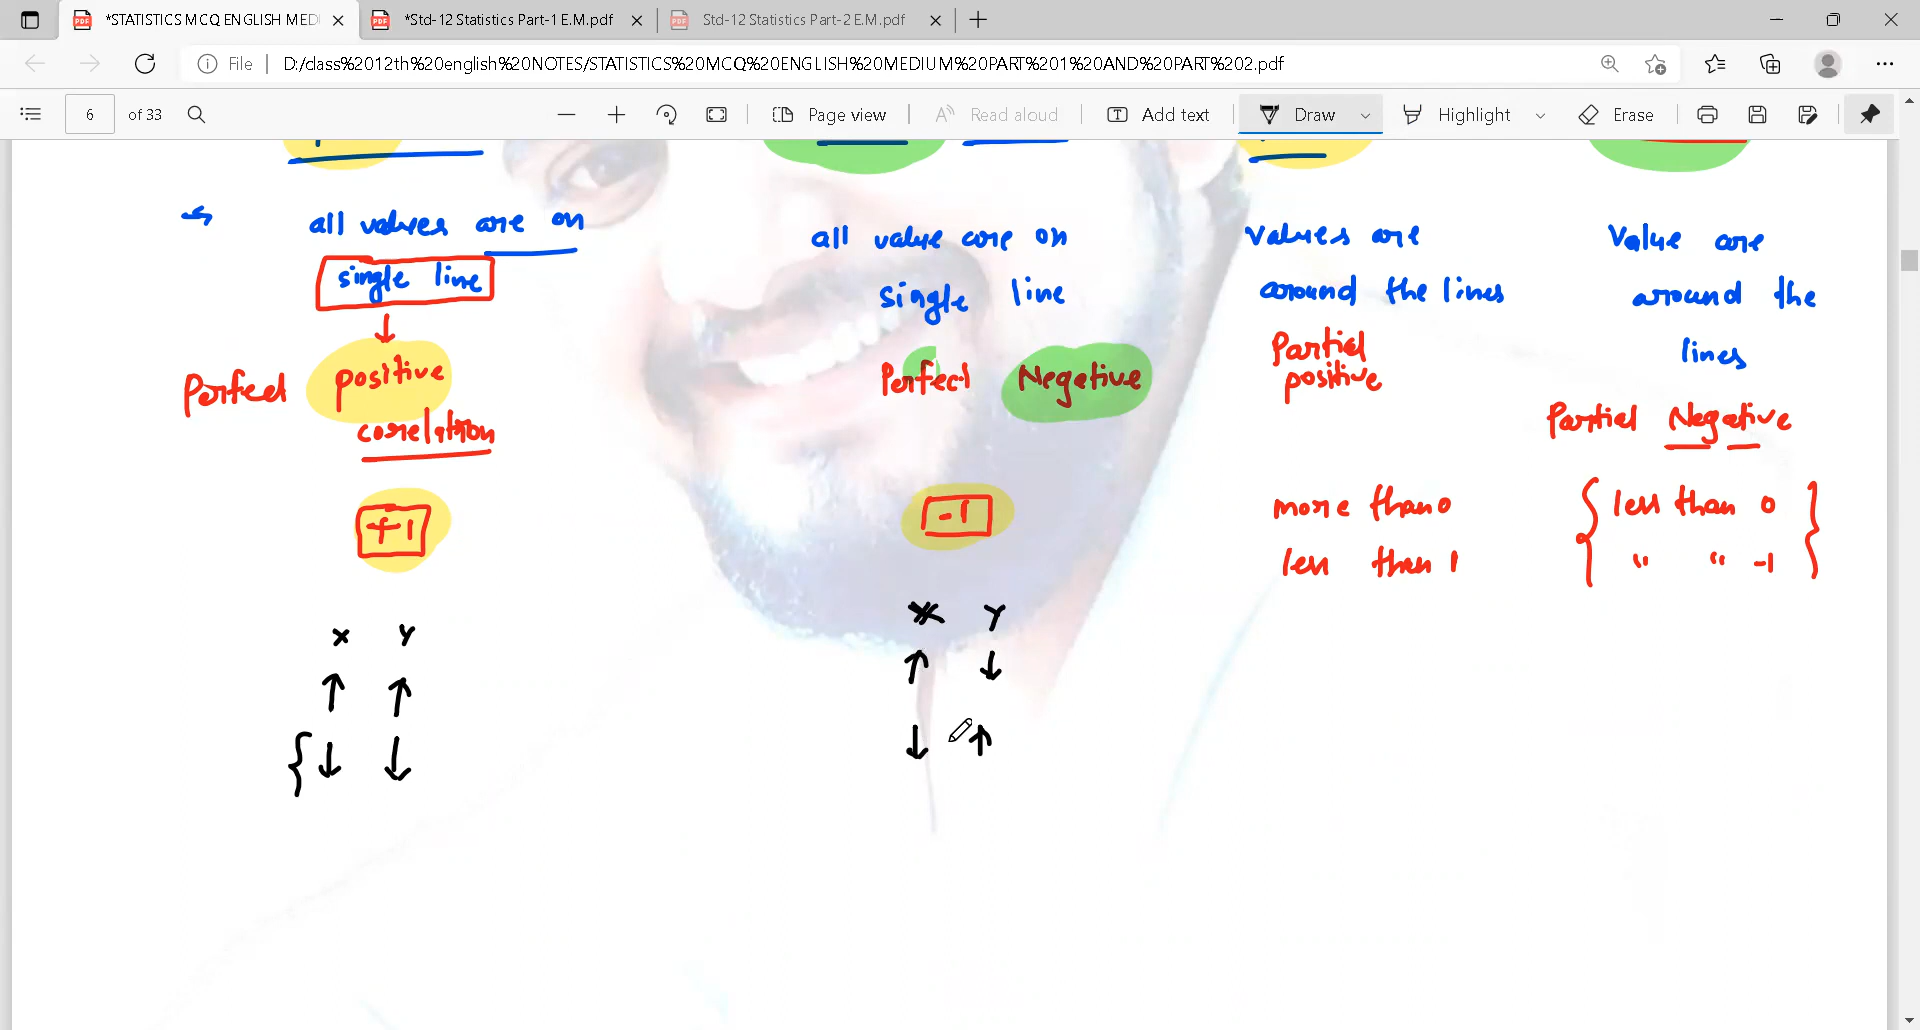 *STATISTICS MCQ ENGLISH MED
*Std-12 Statistics Part-1 E.M.pdf
Std-12 Statistics Part-2 E.M.pdf
File
D:/class%2012th%20english%20NOTES/STATISTICS%20MCQ%20ENGLISH%20MEDIUM%20PART%201%20AND%20PART%202.pdf
6 of 33
Page view
Read aloud
Add text
Draw
Highlight
Erase
all values are on
single line
Perfect positive
corelation
+1
X Y
all value are on
single line
Perfect Negative
-1
X Y
values are
around the lines
Partial
positive
more than 0
less than 1
Value are
around the
lines
Partial Negative
less than 0
" " -1